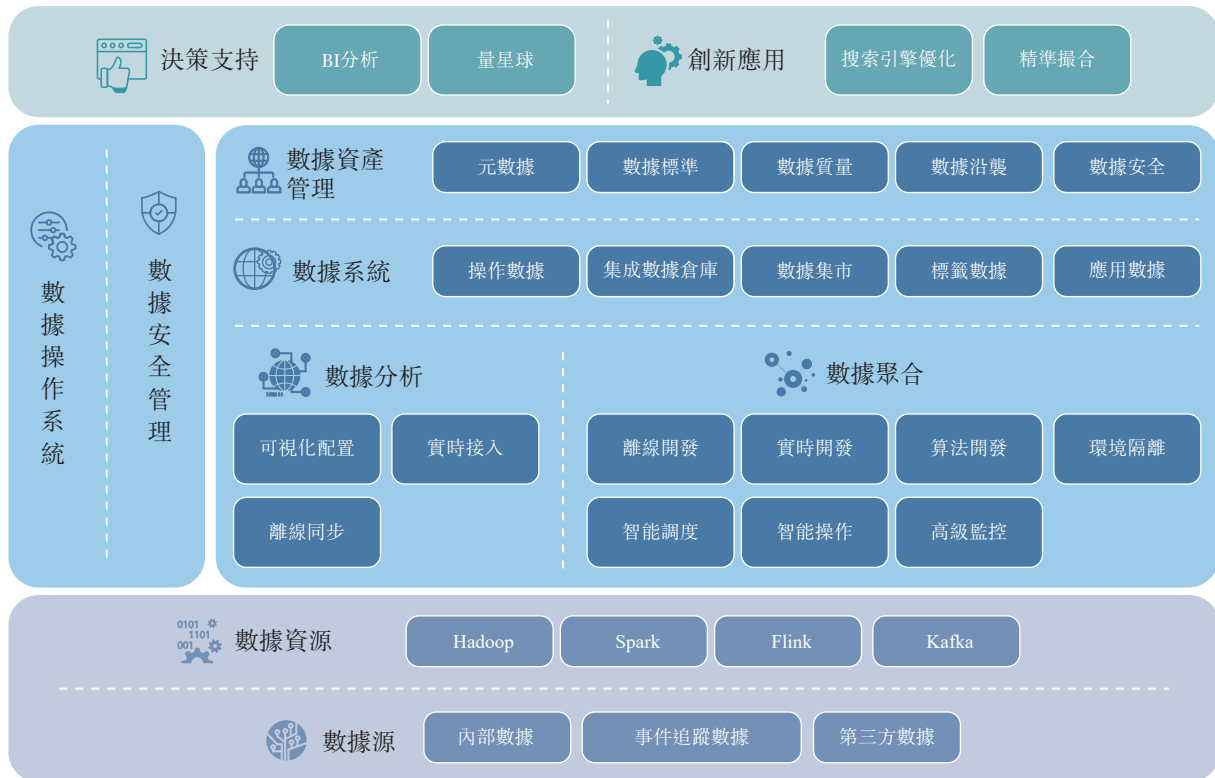 決策支持
BI分析
量星球
創新應用
搜索引擎優化
精準撮合
數據操作系統
數據安全管理
數據資產
管理
元數據
數據標準
數據質量
數據沿襲
數據安全
數據系統
操作數據
集成數據倉庫
數據集市
標籤數據
應用數據
數據分析
可視化配置
實時接入
離線同步
數據聚合
離線開發
實時開發
算法開發
環境隔離
智能調度
智能操作
高級監控
0101
1101
001
數據資源
Hadoop
Spark
Flink
Kafka
數據源
內部數據
事件追蹤數據
第三方數據